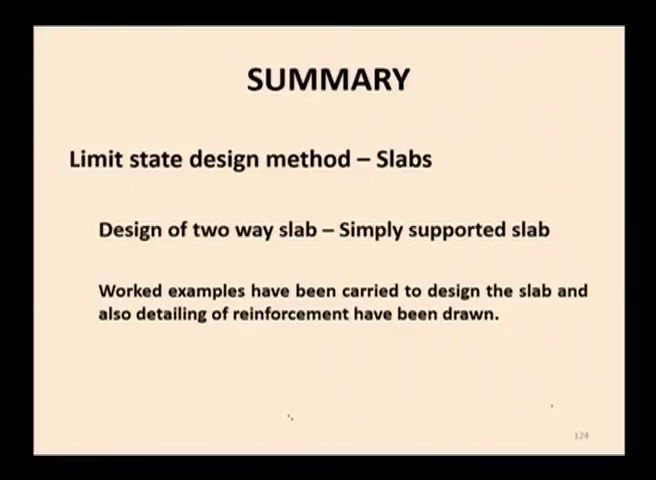 SUMMARY
Limit state design method – Slabs
Design of two way slab – Simply supported slab
Worked examples have been carried to design the slab and
also detailing of reinforcement have been drawn.
124